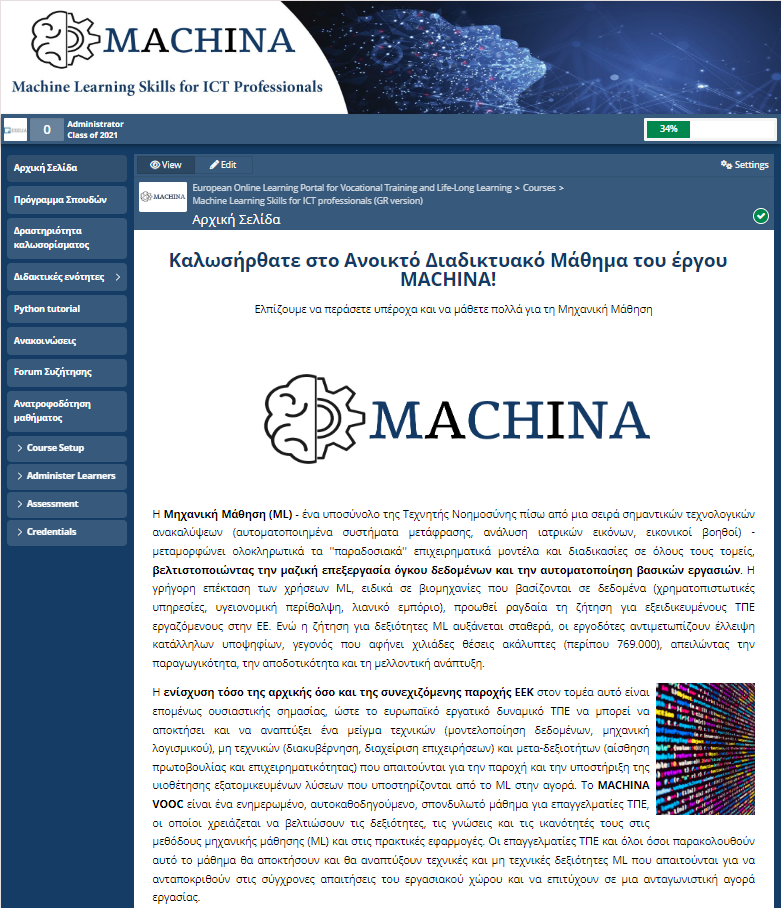 MACHINA
Machine Learning Skills for ICT Professionals
0
Administrator
Class of 2021
34%
Αρχική Σελίδα
Πρόγραμμα Σπουδών
Δραστηριότητα
καλωσορίσματος
Διδακτικές ενότητες
Python tutorial
Ανακοινώσεις
Forum Συζήτησης
Ανατροφοδότηση
μαθήματος
Course Setup
Administer Learners
Assessment
Credentials
View
Edit
Settings
MACHINA
European Online Learning Portal for Vocational Training and Life-Long Learning > Courses >
Machine Learning Skills for ICT professionals (GR version)
Αρχική Σελίδα
Καλωσήρθατε στο Ανοικτό Διαδικτυακό Μάθημα του έργου
MACHINA!
Ελπίζουμε να περάσετε υπέροχα και να μάθετε πολλά για τη Μηχανική Μάθηση
MACHINA
Η Μηχανική Μάθηση (ML) - ένα υποσύνολο της Τεχνητής Νοημοσύνης πίσω από μια σειρά σημαντικών τεχνολογικών
ανακαλύψεων (αυτοματοποιημένα συστήματα μετάφρασης, ανάλυση ιατρικών εικόνων, εικονικοί βοηθοί) -
μεταμορφώνει ολοκληρωτικά τα "παραδοσιακά" επιχειρηματικά μοντέλα και διαδικασίες σε όλους τους τομείς,
βελτιστοποιώντας την μαζική επεξεργασία όγκου δεδομένων και την αυτοματοποίηση βασικών εργασιών. Η
γρήγορη επέκταση των χρήσεων ML, ειδικά σε βιομηχανίες που βασίζονται σε δεδομένα (χρηματοπιστωτικές
υπηρεσίες, υγειονομική περίθαλψη, λιανικό εμπόριο), προωθεί ραγδαία τη ζήτηση για εξειδικευμένους ΤΠΕ
εργαζόμενους στην ΕΕ. Ενώ η ζήτηση για δεξιότητες ML αυξάνεται σταθερά, οι εργοδότες αντιμετωπίζουν έλλειψη
κατάλληλων υποψηφίων, γεγονός που αφήνει χιλιάδες θέσεις ακάλυπτες (περίπου 769.000), απειλώντας την
παραγωγικότητα, την αποδοτικότητα και τη μελλοντική ανάπτυξη.
Η ενίσχυση τόσο της αρχικής όσο και της συνεχιζόμενης παροχής ΕΕΚ στον τομέα αυτό είναι
επομένως ουσιαστικής σημασίας, ώστε το ευρωπαϊκό εργατικό δυναμικό ΤΠΕ να μπορεί να
αποκτήσει και να αναπτύξει ένα μείγμα τεχνικών (μοντελοποίηση δεδομένων, μηχανική
λογισμικού), μη τεχνικών (διακυβέρνηση, διαχείριση επιχειρήσεων) και μετα-δεξιοτήτων (αίσθηση
πρωτοβουλίας και επιχειρηματικότητας) που απαιτούνται για την παροχή και την υποστήριξη της
υιοθέτησης εξατομικευμένων λύσεων που υποστηρίζονται από το ML στην αγορά. Το MACHINA
VOOC είναι ένα ενημερωμένο, αυτοκαθοδηγούμενο, σπονδυλωτό μάθημα για επαγγελματίες ΤΠΕ,
οι οποίοι χρειάζεται να βελτιώσουν τις δεξιότητες, τις γνώσεις και τις ικανότητές τους στις
μεθόδους μηχανικής μάθησης (ML) και στις πρακτικές εφαρμογές. Οι επαγγελματίες ΤΠΕ και όλοι όσοι παρακολουθούν
αυτό το μάθημα θα αποκτήσουν και θα αναπτύξουν τεχνικές και μη τεχνικές δεξιότητες ML που απαιτούνται για να
ανταποκριθούν στις σύγχρονες απαιτήσεις του εργασιακού χώρου και να επιτύχουν σε μια ανταγωνιστική αγορά
εργασίας.